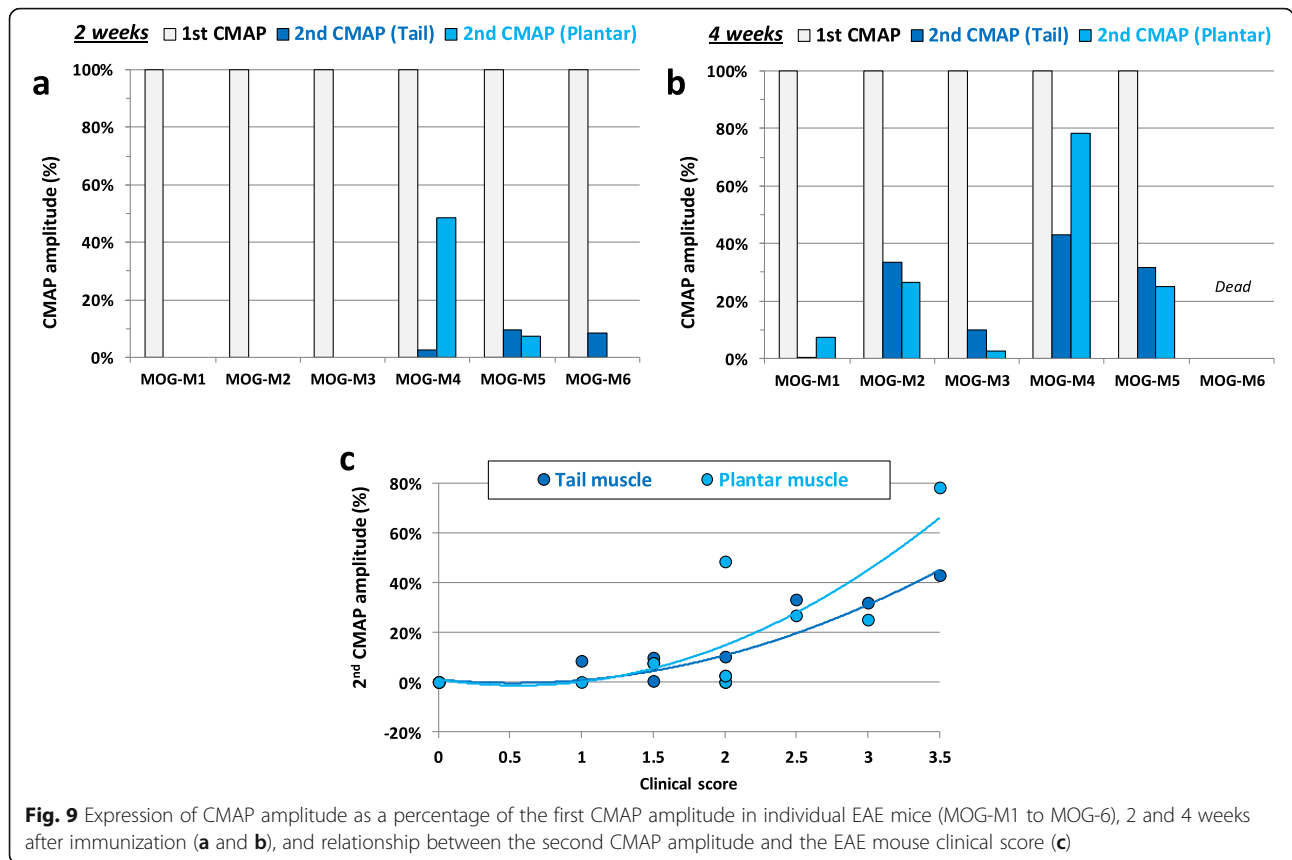 2 weeks 1st CMAP 2nd CMAP (Tail) 2nd CMAP (Plantar)
a
CMAP amplitude (%)
100%
80%
60%
40%
20%
0%
MOG-M1 MOG-M2 MOG-M3 MOG-M4 MOG-M5 MOG-M6
4 weeks 1st CMAP 2nd CMAP (Tail) 2nd CMAP (Plantar)
b
CMAP amplitude (%)
100%
80%
60%
40%
20%
0%
Dead
MOG-M1 MOG-M2 MOG-M3 MOG-M4 MOG-M5 MOG-M6
c
Tail muscle Plantar muscle
2nd CMAP amplitude (%)
80%
60%
40%
20%
0%
-20%
0 0.5 1 1.5 2 2.5 3 3.5
Clinical score
Fig. 9 Expression of CMAP amplitude as a percentage of the first CMAP amplitude in individual EAE mice (MOG-M1 to MOG-6), 2 and 4 weeks
after immunization (a and b), and relationship between the second CMAP amplitude and the EAE mouse clinical score (c)